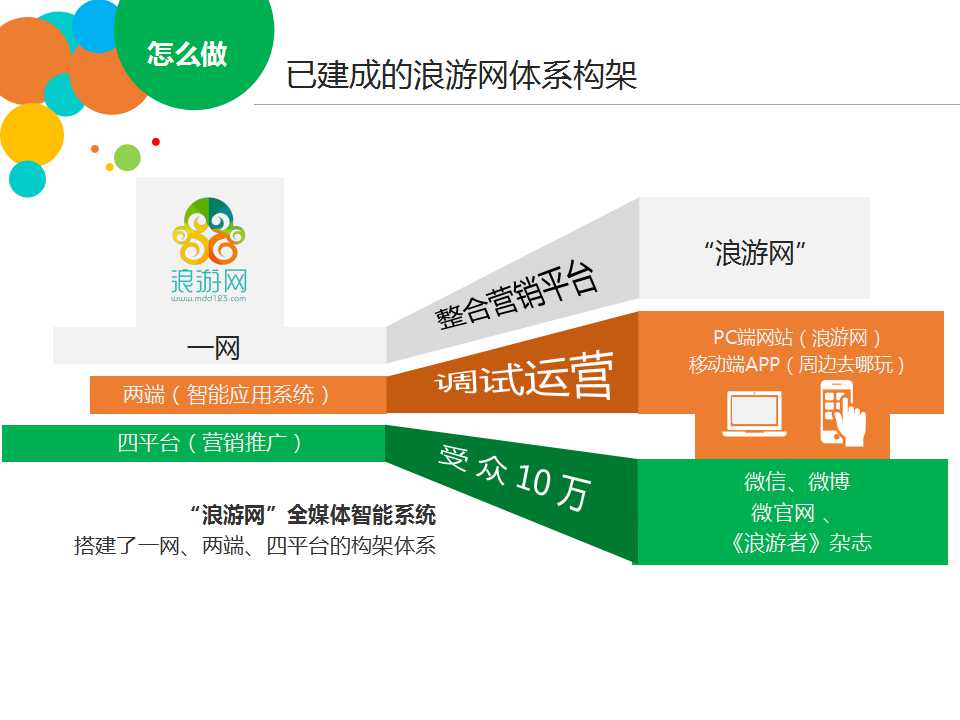 怎么做
已建成的浪游网体系构架
浪游网
www.mdd123.com
一网
整合营销平台
“浪游网”
两端（智能应用系统）
调试运营
PC端网站（浪游网）
移动端APP（周边去哪玩）
四平台（营销推广）
受众10万
微信、微博
微官网、
《浪游者》杂志
“浪游网”全媒体智能系统
搭建了一网、两端、四平台的构架体系